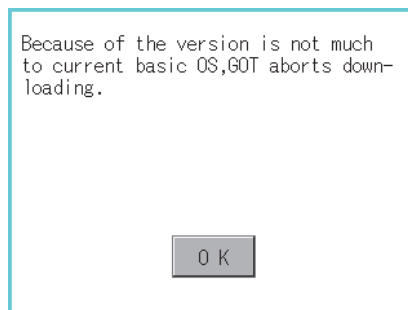 Because of the version is not much
to current basic OS,GOT aborts down-
loading.
OK